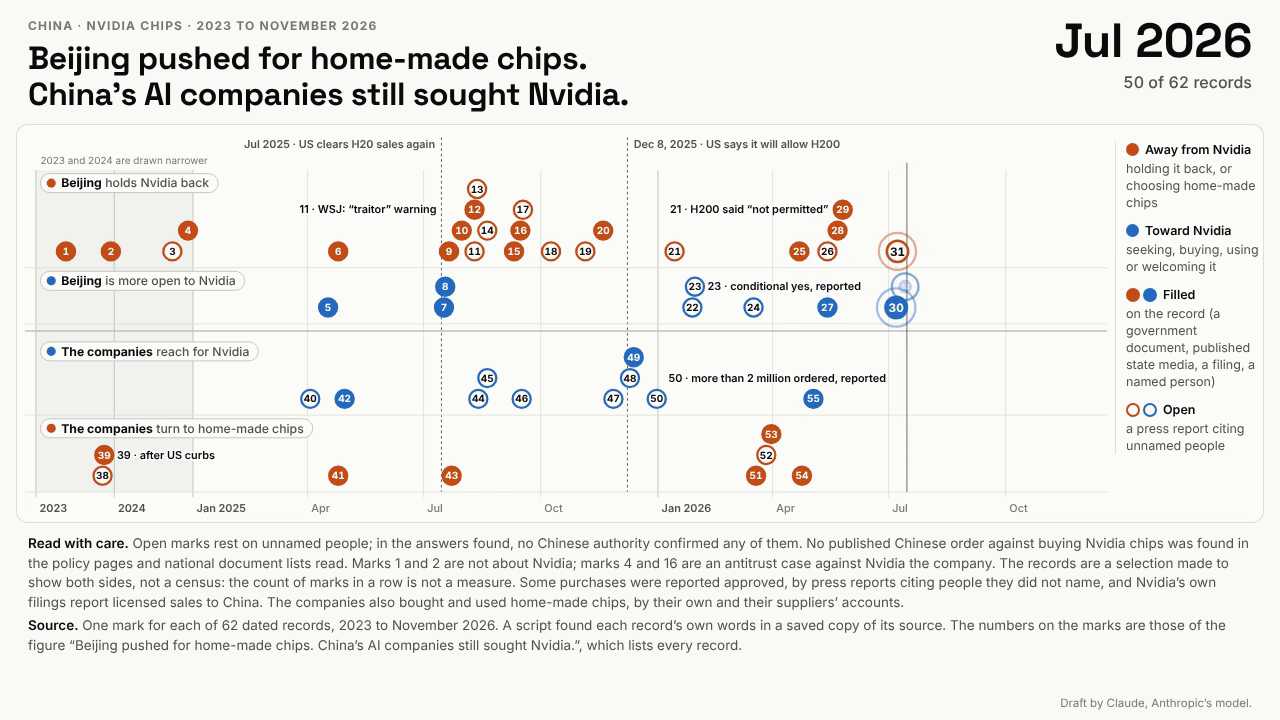 CHINA · NVIDIA CHIPS · 2023 TO NOVEMBER 2026
Beijing pushed for home-made chips.
China's AI companies still sought Nvidia.
Jul 2026
50 of 62 records
Jul 2025 · US clears H20 sales again
Dec 8, 2025 · US says it will allow H200
2023 and 2024 are drawn narrower
Beijing holds Nvidia back
13
11 · WSJ: “traitor” warning
12
17
21 · H200 said “not permitted”
29
4
10
14
16
20
28
1
2
3
6
9
11
15
18
19
21
25
26
31
Beijing is more open to Nvidia
8
23
23 · conditional yes, reported
5
7
22
24
27
30
The companies reach for Nvidia
49
45
48
50 · more than 2 million ordered, reported
40
42
44
46
47
50
55
The companies turn to home-made chips
53
39
39 · after US curbs
52
38
41
43
51
54
2023
2024
Jan 2025
Apr
Jul
Oct
Jan 2026
Apr
Jul
Oct
Away from Nvidia
holding it back, or
choosing home-made
chips
Toward Nvidia
seeking, buying, using
or welcoming it
Filled
on the record (a
government
document, published
state media, a filing, a
named person)
Open
a press report citing
unnamed people
Read with care. Open marks rest on unnamed people; in the answers found, no Chinese authority confirmed any of them. No published Chinese order against buying Nvidia chips was found in
the policy pages and national document lists read. Marks 1 and 2 are not about Nvidia; marks 4 and 16 are an antitrust case against Nvidia the company. The records are a selection made to
show both sides, not a census: the count of marks in a row is not a measure. Some purchases were reported approved, by press reports citing people they did not name, and Nvidia's own
filings report licensed sales to China. The companies also bought and used home-made chips, by their own and their suppliers' accounts.
Source. One mark for each of 62 dated records, 2023 to November 2026. A script found each record's own words in a saved copy of its source. The numbers on the marks are those of the
figure “Beijing pushed for home-made chips. China's AI companies still sought Nvidia.”, which lists every record.
Draft by Claude, Anthropic's model.